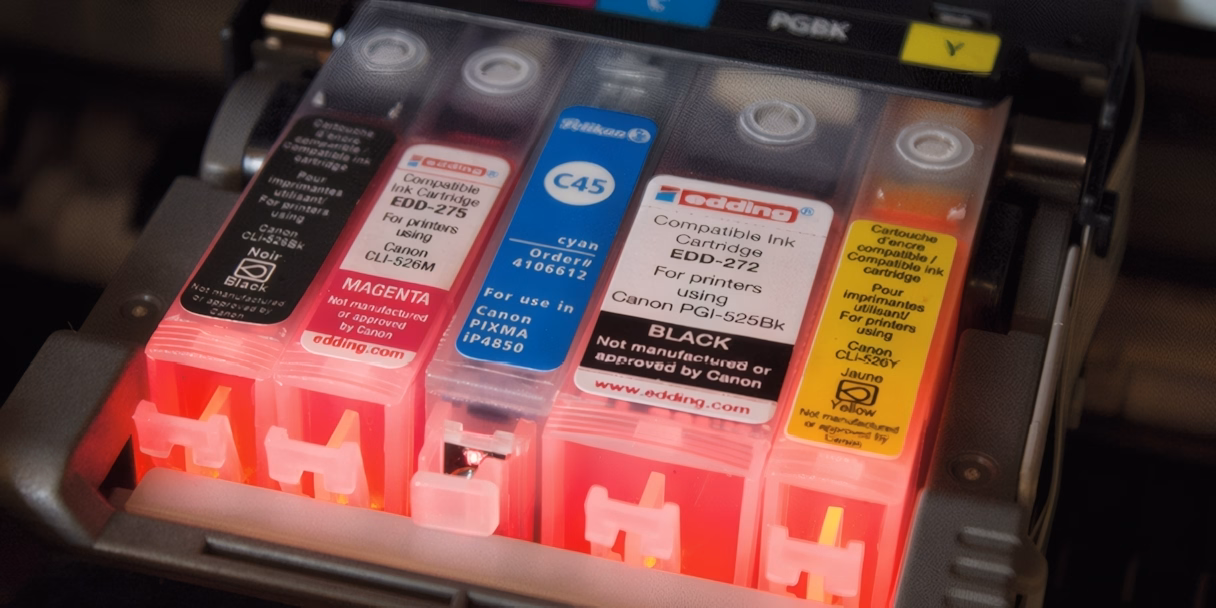 PGBK
Y
Cartouche
d'encre
compatible /
Compatible ink
cartridge
Pour
imprimantes
utilisant/
For printers
using
Canon
CLI-526Bk
Noir
Black
Not manufactured
or approved by
Canon
edding®
Compatible
Ink Cartridge
EDD-275
For printers
using
Canon
CLI-526M
MAGENTA
Not manufactured
or approved
by Canon
edding.com
Pelikan
C45
cyan
Order#
4106612
For use in
Canon
PIXMA
iP4850
edding®
Compatible Ink
Cartridge
EDD-272
For printers
using
Canon PGI-525Bk
BLACK
Not manufactured or
approved by Canon
www.edding.com
Cartouche
d'encre
compatible /
Compatible ink
cartridge
Pour
imprimantes
utilisant/
For printers
using
Canon
CLI-526Y
Jaune
Yellow
Not manufactured
or approved by
Canon